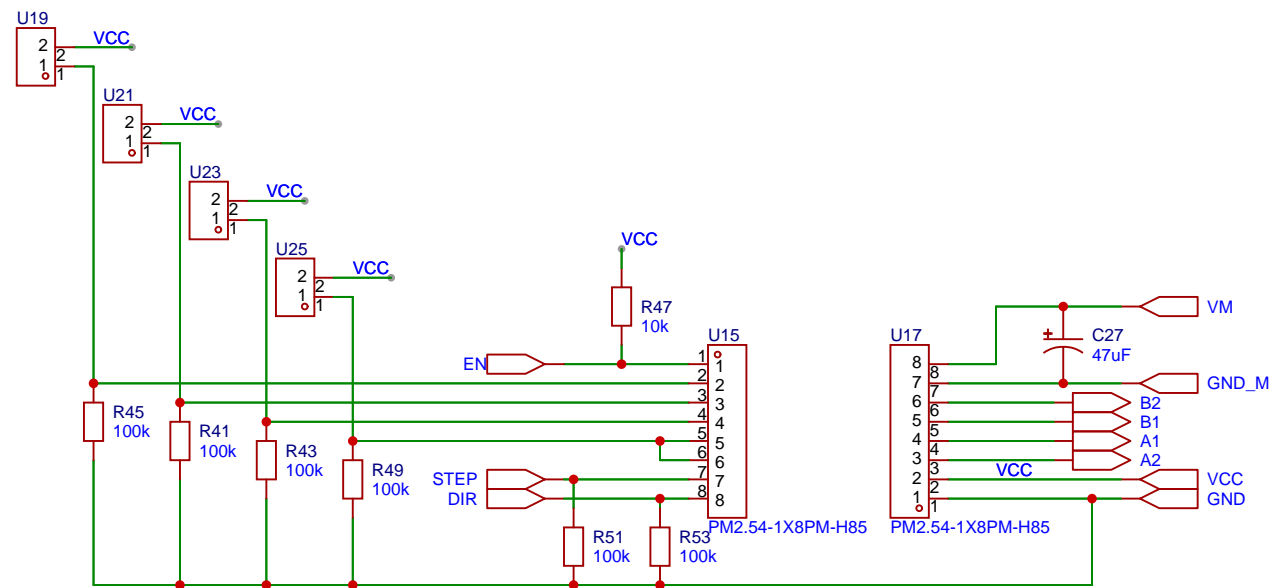 U19
2
1
2
1
VCC
U21
2
1
2
1
VCC
U23
2
1
2
1
VCC
U25
2
1
2
1
VCC
VCC
R47
10k
EN
STEP
DIR
R45
100k
R41
100k
R43
100k
R49
100k
R51
100k
R53
100k
U15
1
2
3
4
5
6
7
8
1
2
3
4
5
6
7
8
PM2.54-1X8PM-H85
U17
8
7
6
5
4
3
2
1
8
7
6
5
4
3
2
1
PM2.54-1X8PM-H85
+
C27
47uF
VM
GND_M
B2
B1
A1
A2
VCC
VCC
GND